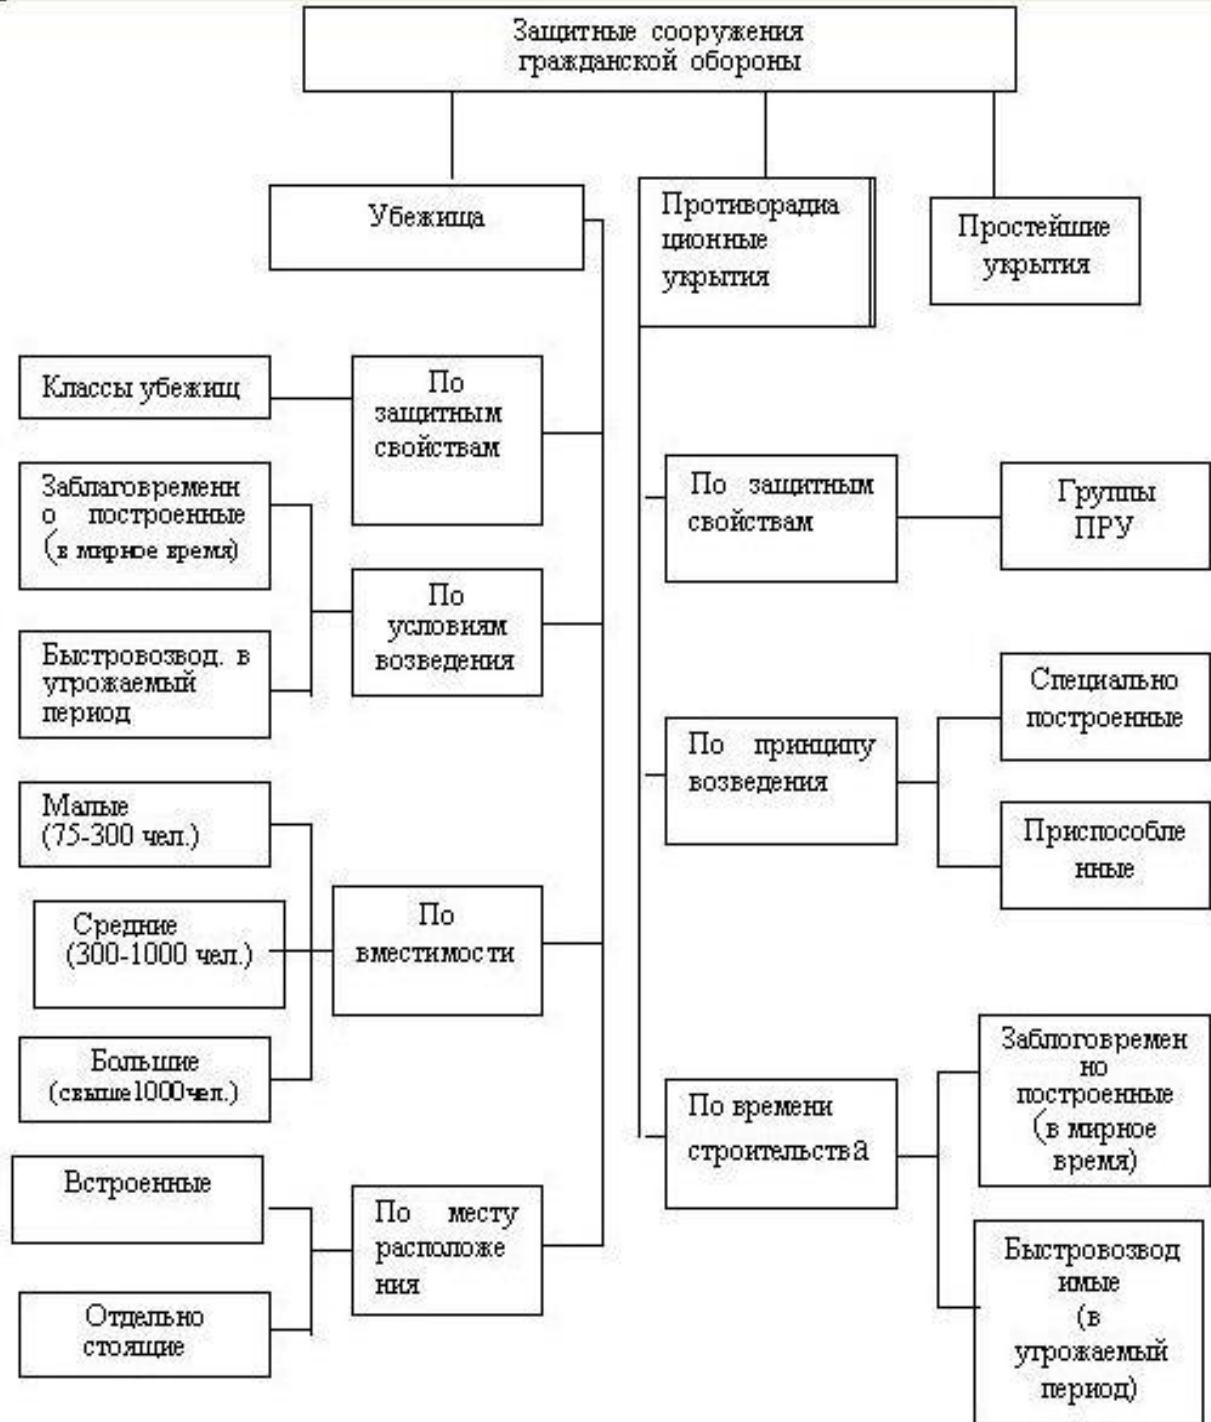 Защитные сооружения
гражданской обороны
Убежища
Противорадиа
ционные
укрытия
Простейшие
укрытия
Классы убежищ
По
защитным
свойствам
Заблаговременн
о построенные
(в мирное время)
По
условиям
возведения
Быстровозвод. в
утрожаемый
период
Малые
(75-300 чел.)
Средние
(300-1000 чел.)
По
вместимости
Большие
(свыше1000чел.)
Встроенные
По месту
расположе
ния
Отдельно
стоящие
По защитным
свойствам
Группы
ПРУ
По принципу
возведения
Специально
построенные
Приспособле
нные
По времени
строительства
Заблоговремен
но
построенные
(в мирное
время)
Быстровозвод
имые
(в
утрожаемый
период)